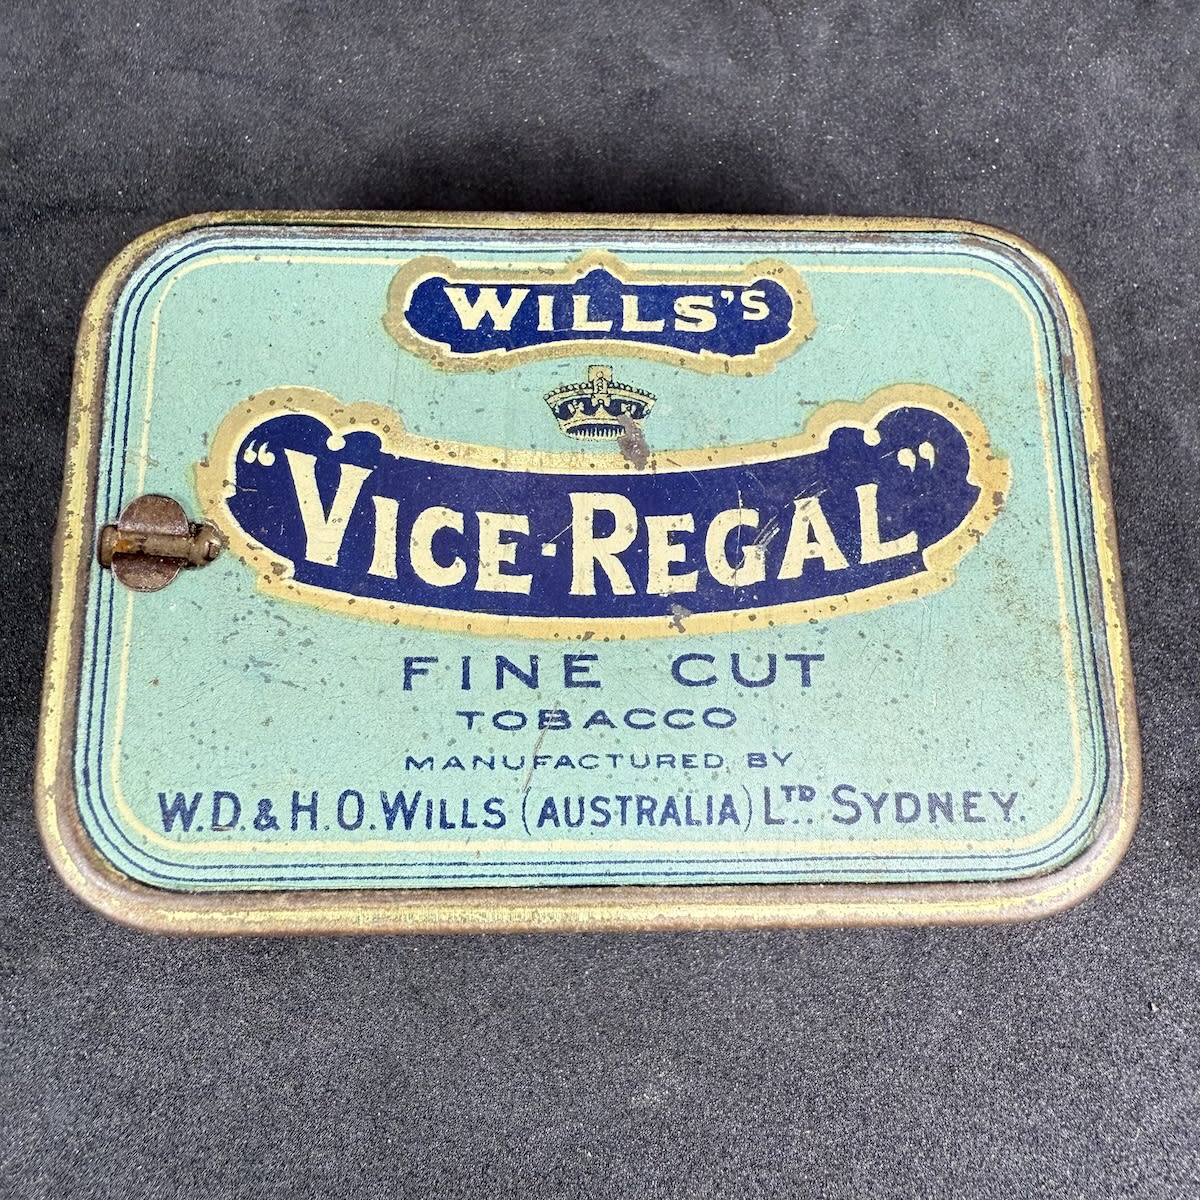 WILLS'S
"VICE-REGAL"
FINE CUT
TOBACCO
MANUFACTURED BY
W.D. & H.O. WILLS (AUSTRALIA) LTD. SYDNEY.